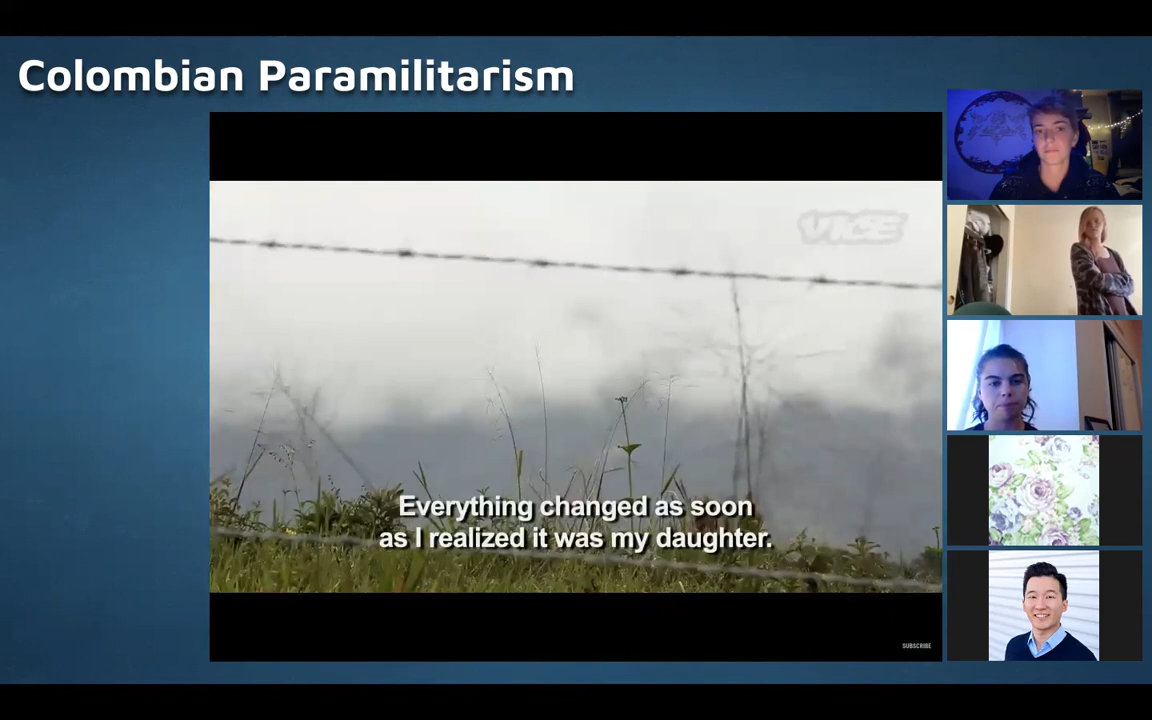 Colombian Paramilitarism
VICE
Everything changed as soon
as I realized it was my daughter.
SUBSCRIBE